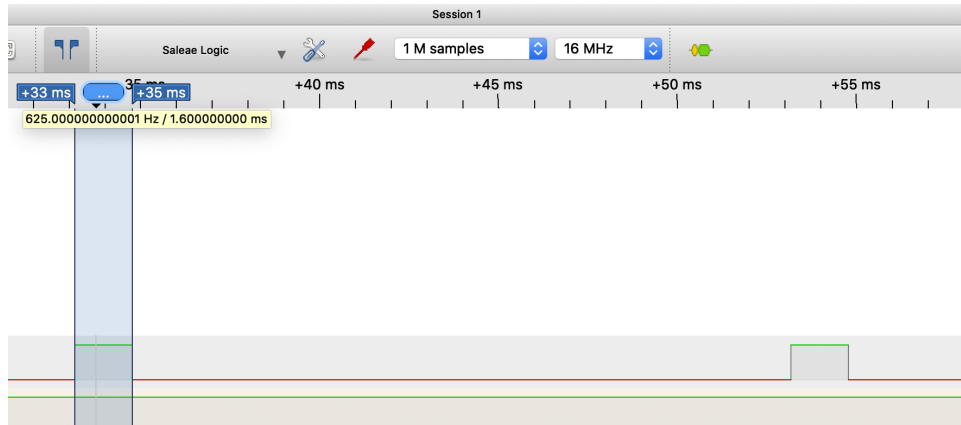 Session 1
Saleae Logic
1 M samples
16 MHz
+33 ms
...
+35 ms
+40 ms
+45 ms
+50 ms
+55 ms
625.000000000001 Hz / 1.600000000 ms